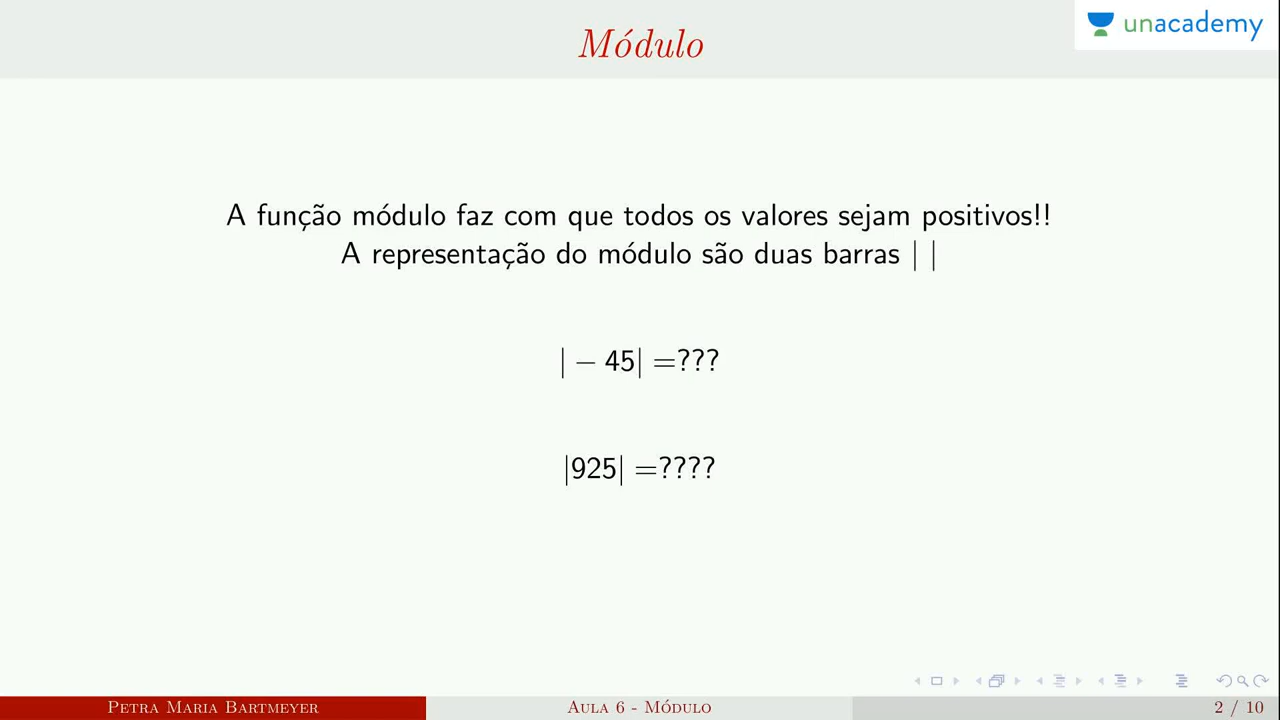 Módulo
unacademy
A função módulo faz com que todos os valores sejam positivos!!
A representação do módulo são duas barras | |
| − 45| =???
|925| =????
Petra Maria Bartmeyer
Aula 6 - Módulo
2 / 10